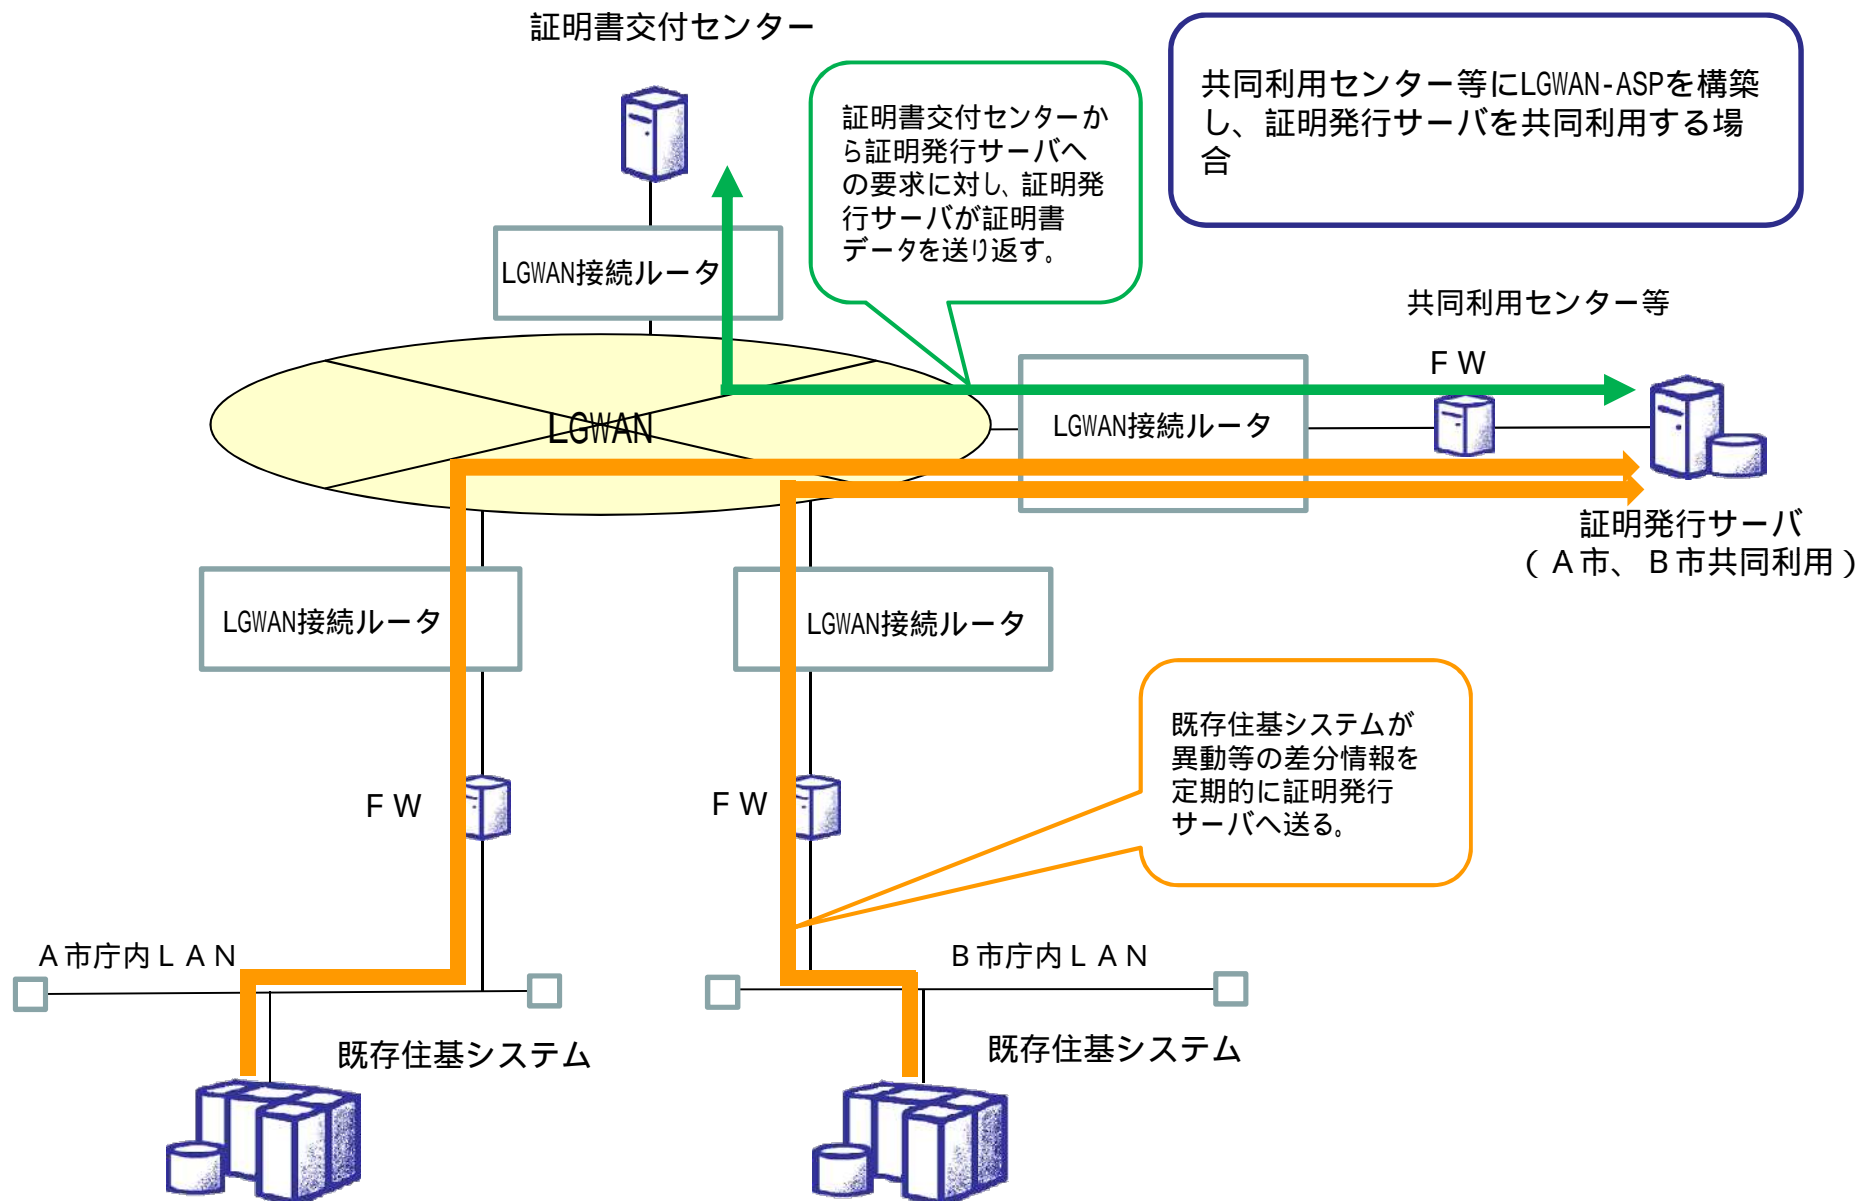 証明書交付センター
共同利用センター等にLGWAN-ASPを構築
し、証明発行サーバを共同利用する場
合
証明書交付センターか
ら証明発行サーバへ
の要求に対し、証明発
行サーバが証明書
データを送り返す。
LGWAN接続ルータ
共同利用センター等
ＦＷ
LGWAN
LGWAN接続ルータ
証明発行サーバ
（Ａ市、Ｂ市共同利用）
LGWAN接続ルータ
LGWAN接続ルータ
既存住基システムが
異動等の差分情報を
定期的に証明発行
サーバへ送る。
ＦＷ
ＦＷ
Ａ市庁内ＬＡＮ
Ｂ市庁内ＬＡＮ
既存住基システム
既存住基システム